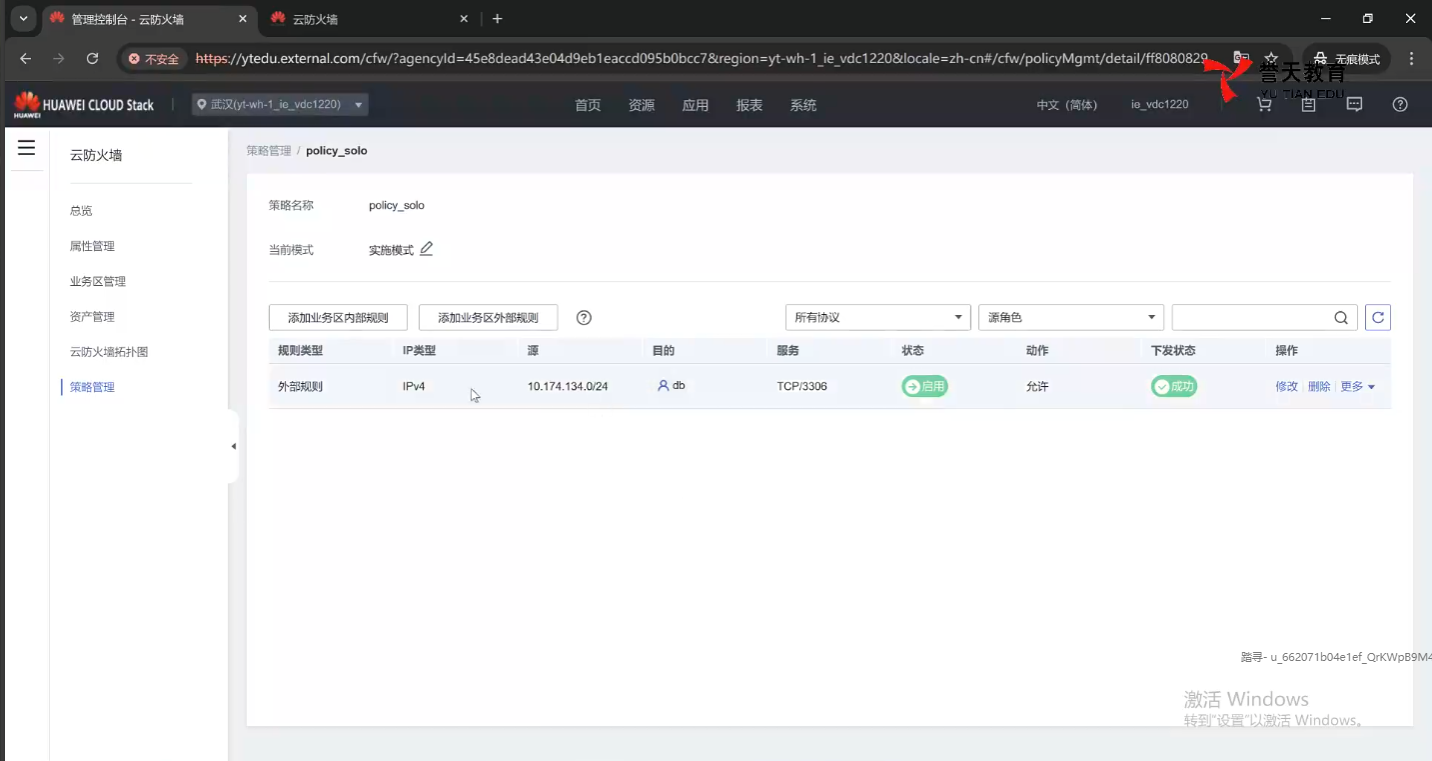 管理控制台 - 云防火墙
云防火墙
不安全
https://ytedu.external.com/cfw/?agencyId=45e8dead43e04d9eb1eaccd095b0bcc7&region=yt-wh-1_ie_vdc1220&locale=zh-cn#/cfw/policyMgmt/detail/ff8080829
无痕模式
誉天教育
YU TIAN EDU
HUAWEI
HUAWEI CLOUD Stack
武汉(yt-wh-1_ie_vdc1220)
首页
资源
应用
报表
系统
中文（简体）
ie_vdc1220
云防火墙
总览
属性管理
业务区管理
资产管理
云防火墙拓扑图
策略管理
策略管理 / policy_solo
策略名称 policy_solo
当前模式 实施模式
添加业务区内部规则
添加业务区外部规则
所有协议
源角色
规则类型 IP类型 源 目的 服务 状态 动作 下发状态 操作
外部规则 IPv4 10.174.134.0/24 db TCP/3306 启用 允许 成功 修改 删除 更多
踏寻- u_662071b04e1ef_QrKWpB9M4
激活 Windows
转到"设置"以激活 Windows。